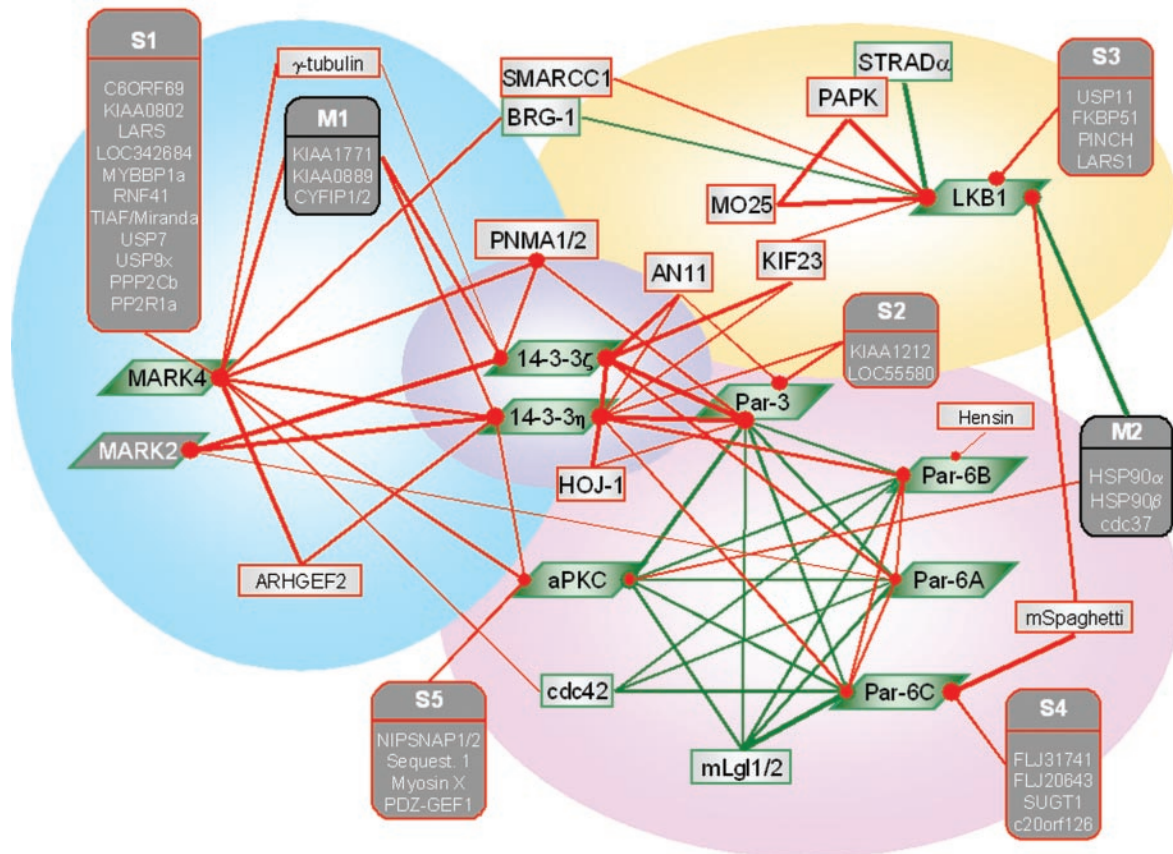 S1
C6ORF69
KIAA0802
LARS
LOC342684
MYBBP1a
RNF41
TIAF/Miranda
USP7
USP9x
PPP2Cb
PP2R1a
γ-tubulin
M1
KIAA1771
KIAA0889
CYFIP1/2
SMARCC1
BRG-1
STRADα
PAPK
S3
USP11
FKBP51
PINCH
LARS1
MO25
LKB1
PNMA1/2
AN11
KIF23
S2
KIAA1212
LOC55580
MARK4
14-3-3ζ
Par-3
MARK2
14-3-3η
Hensin
M2
HSP90α
HSP90β
cdc37
HOJ-1
Par-6B
ARHGEF2
aPKC
Par-6A
mSpaghetti
cdc42
Par-6C
S5
NIPSNAP1/2
Sequest. 1
Myosin X
PDZ-GEF1
mLgl1/2
S4
FLJ31741
FLJ20643
SUGT1
c20orf126